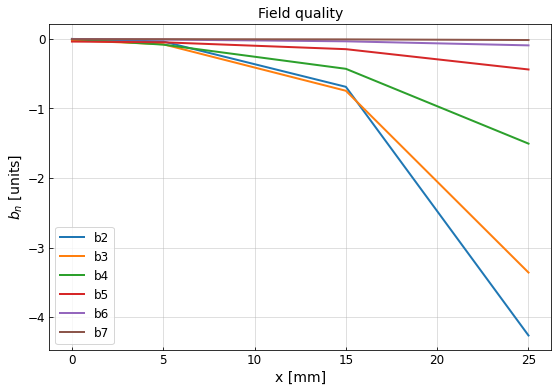 Field quality
0
−1
−2
−3
−4
bn [units]
b2
b3
b4
b5
b6
b7
0 5 10 15 20 25
x [mm]